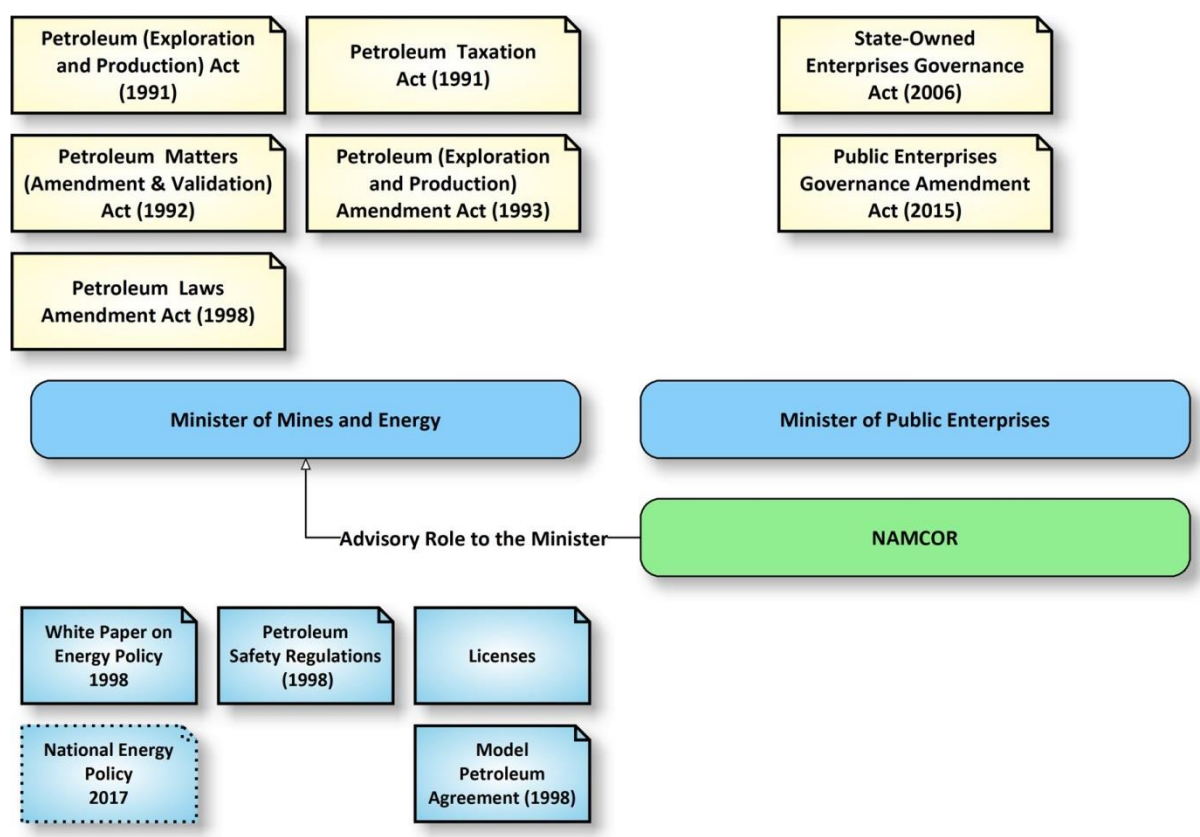 Petroleum (Exploration
and Production) Act
(1991)
Petroleum Taxation
Act (1991)
State-Owned
Enterprises Governance
Act (2006)
Petroleum Matters
(Amendment & Validation)
Act (1992)
Petroleum (Exploration
and Production)
Amendment Act (1993)
Public Enterprises
Governance Amendment
Act (2015)
Petroleum Laws
Amendment Act (1998)
Minister of Mines and Energy
Minister of Public Enterprises
Advisory Role to the Minister
NAMCOR
White Paper on
Energy Policy
1998
Petroleum
Safety Regulations
(1998)
Licenses
National Energy
Policy
2017
Model
Petroleum
Agreement (1998)